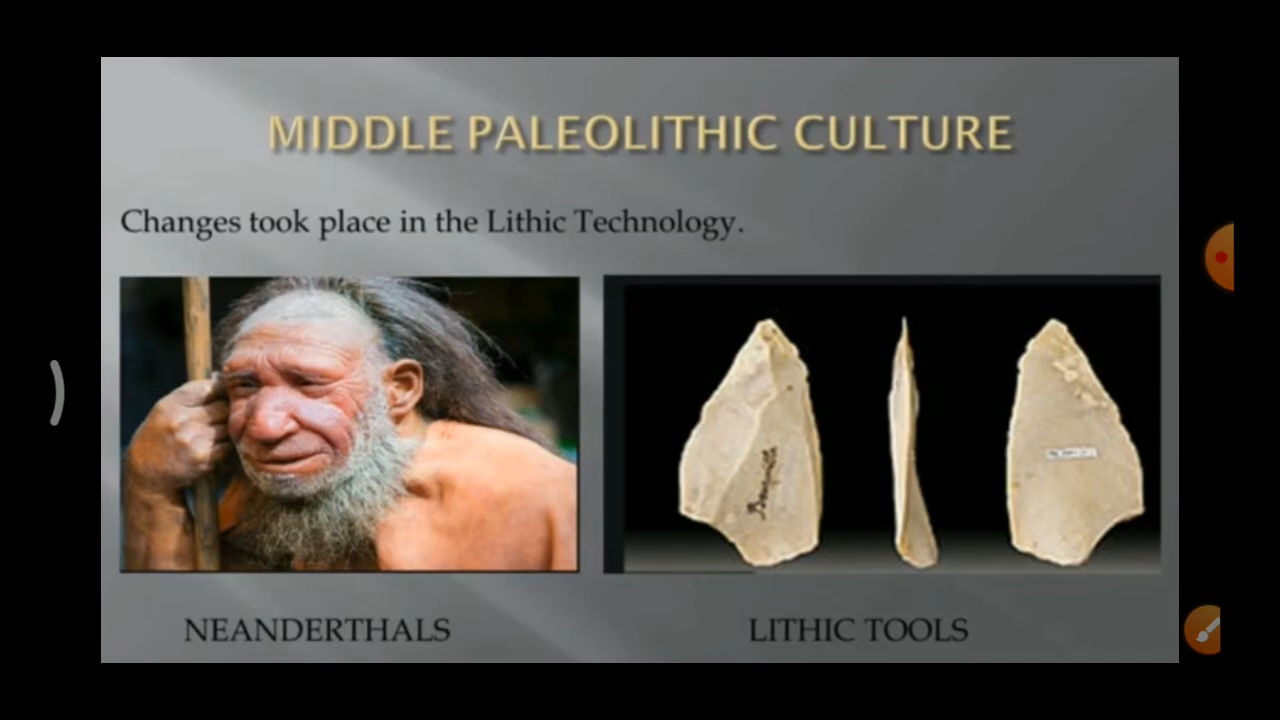 MIDDLE PALEOLITHIC CULTURE
Changes took place in the Lithic Technology.
NEANDERTHALS
LITHIC TOOLS